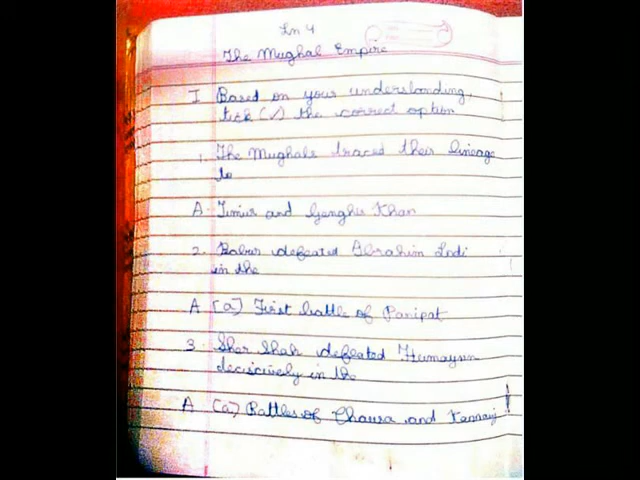 Ln 4
The Mughal Empire
I Based on your understanding,
tick (✓) the correct option
1. The Mughals traced their lineage
to
A. Timur and Genghis Khan
2. Babur defeated Ibrahim Lodi
in the
A (a) First battle of Panipat
3. Sher Shah defeated Humayun
decisively in the
A (a) Battles of Chausa and Kannauj